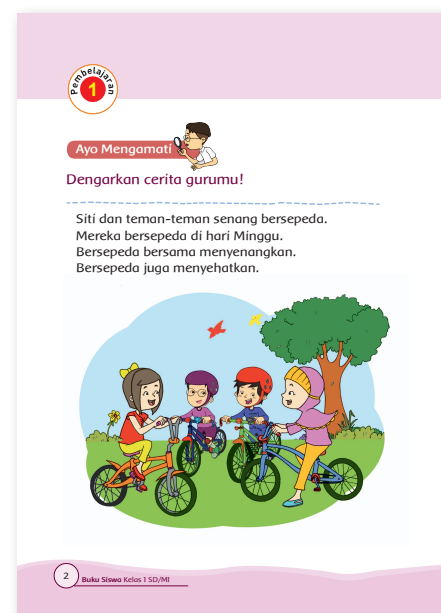 Pembelajaran
1
Ayo Mengamati
Dengarkan cerita gurumu!
Siti dan teman-teman senang bersepeda.
Mereka bersepeda di hari Minggu.
Bersepeda bersama menyenangkan.
Bersepeda juga menyehatkan.
2
Buku Siswa Kelas 1 SD/MI